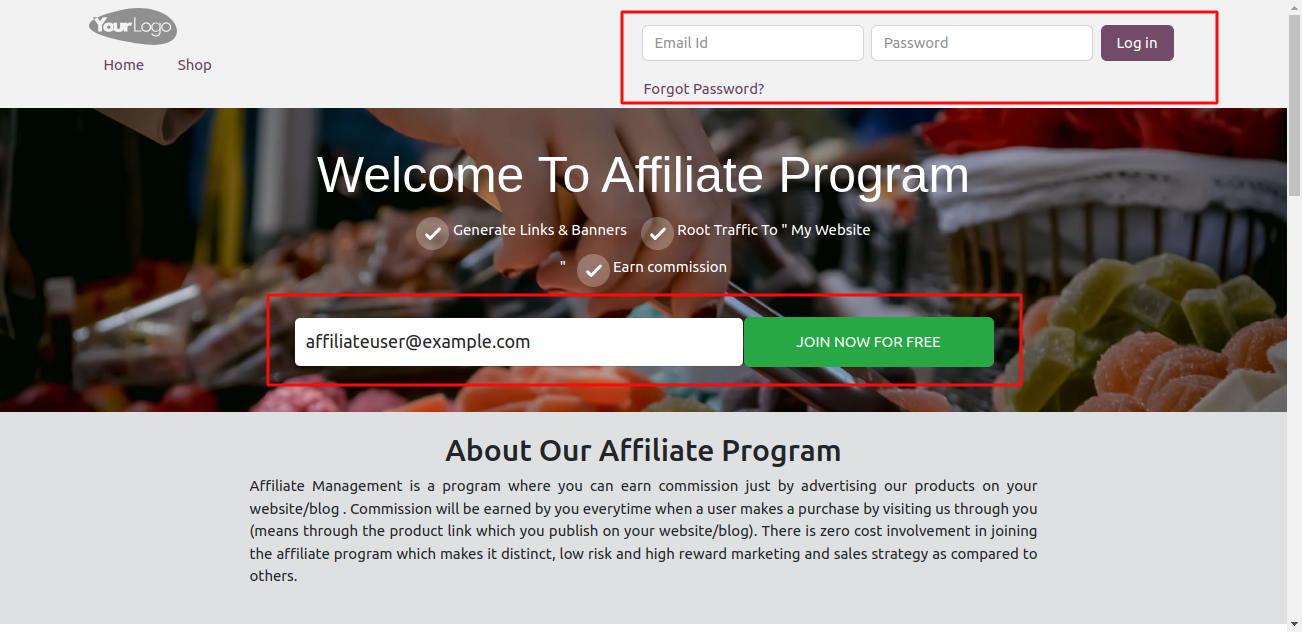 YourLogo
Home Shop
Email Id Password Log in
Forgot Password?
Welcome To Affiliate Program
Generate Links & Banners Root Traffic To " My Website
" Earn commission
affiliateuser@example.com JOIN NOW FOR FREE
About Our Affiliate Program
Affiliate Management is a program where you can earn commission just by advertising our products on your
website/blog . Commission will be earned by you everytime when a user makes a purchase by visiting us through you
(means through the product link which you publish on your website/blog). There is zero cost involvement in joining
the affiliate program which makes it distinct, low risk and high reward marketing and sales strategy as compared to
others.